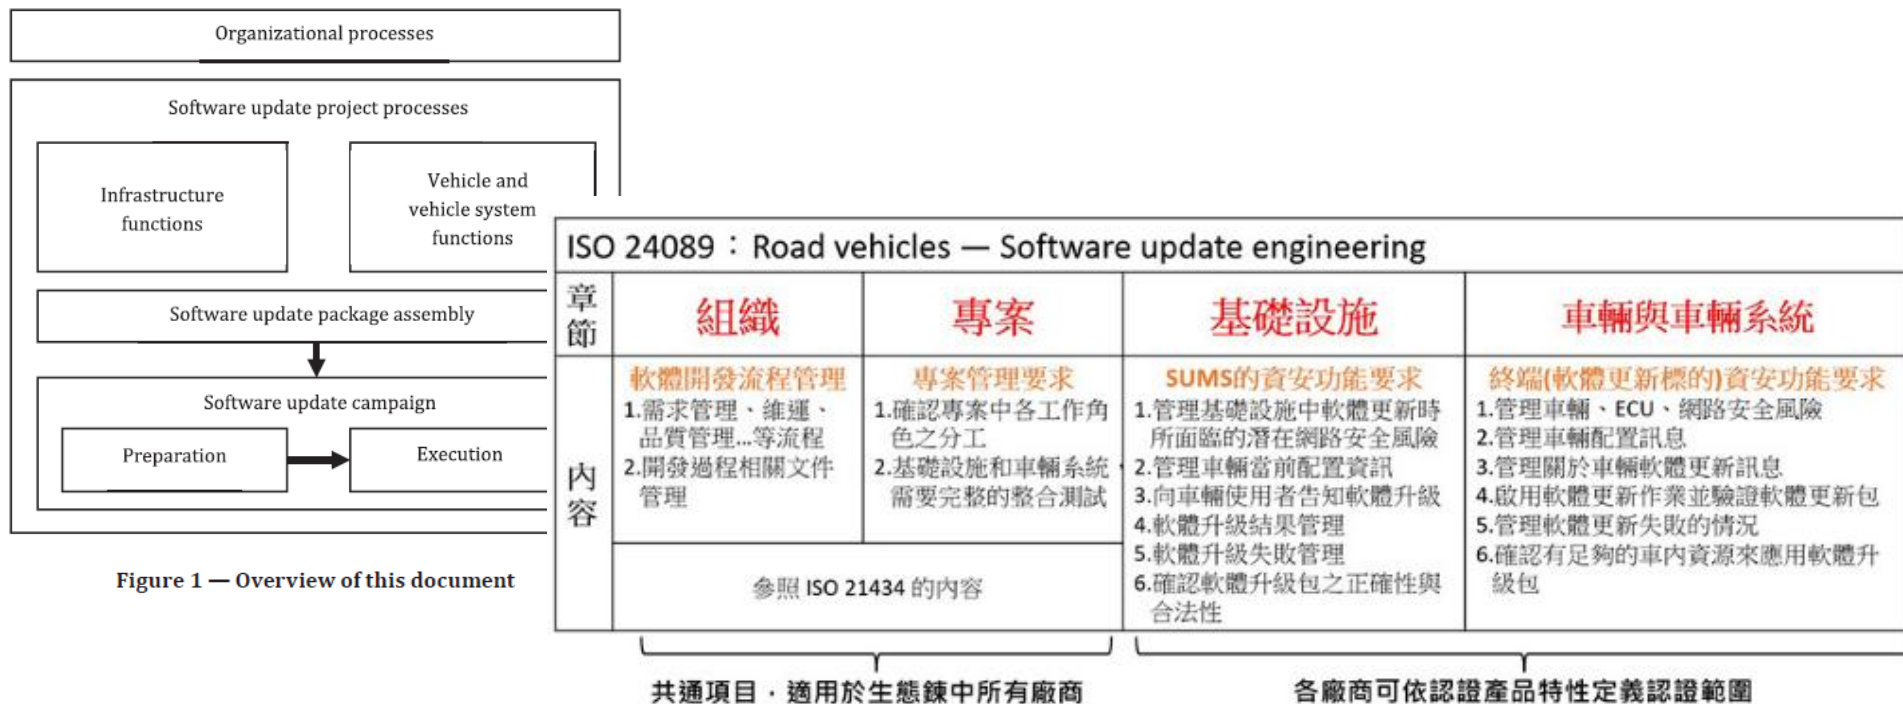 Organizational processes
Software update project processes
Infrastructure
functions
Vehicle and
vehicle system
functions
Software update package assembly
Software update campaign
Preparation
Execution
Figure 1 — Overview of this document
ISO 24089：Road vehicles — Software update engineering
章
節
組織
專案
基礎設施
車輛與車輛系統
內
容
軟體開發流程管理
1.需求管理、維運、
品質管理...等流程
2.開發過程相關文件
管理
專案管理要求
1.確認專案中各工作角
色之分工
2.基礎設施和車輛系統，
需要完整的整合測試
參照 ISO 21434 的內容
SUMS的資安功能要求
1.管理基礎設施中軟體更新時
所面臨的潛在網路安全風險
2.管理車輛當前配置資訊
3.向車輛使用者告知軟體升級
4.軟體升級結果管理
5.軟體升級失敗管理
6.確認軟體升級包之正確性與
合法性
終端(軟體更新標的)資安功能要求
1.管理車輛、ECU、網路安全風險
2.管理車輛配置訊息
3.管理關於車輛軟體更新訊息
4.啟用軟體更新作業並驗證軟體更新包
5.管理軟體更新失敗的情況
6.確認有足夠的車內資源來應用軟體升
級包
共通項目，適用於生態鍊中所有廠商
各廠商可依認證產品特性定義認證範圍